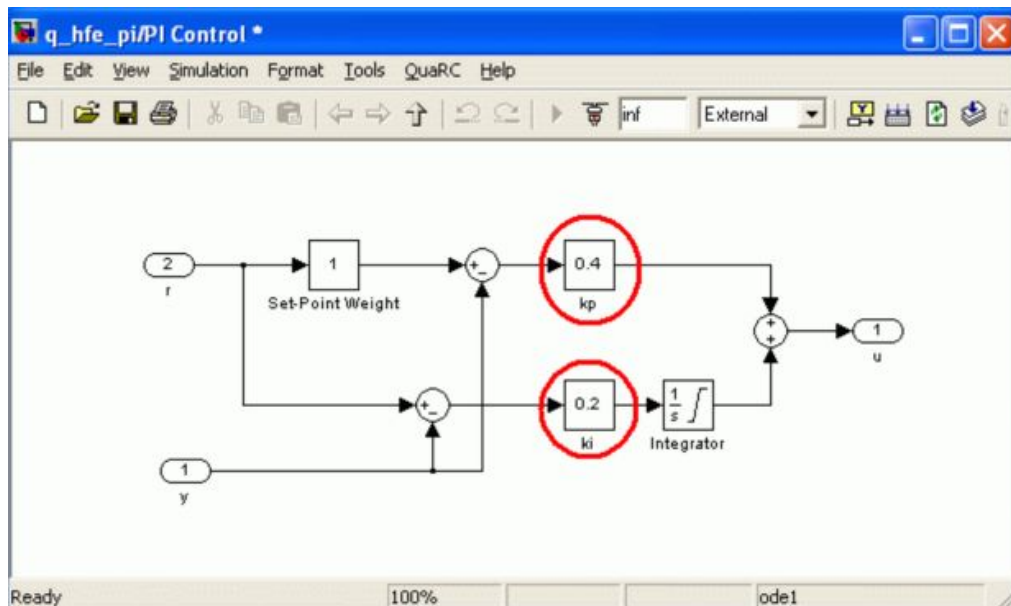 q_hfe_pi/PI Control *
File Edit View Simulation Format Tools QuaRC Help
inf External
2
r
1
Set-Point Weight
+
-
0.4
kp
+
+
1
u
+
-
0.2
ki
1
s
Integrator
1
y
Ready 100% ode1